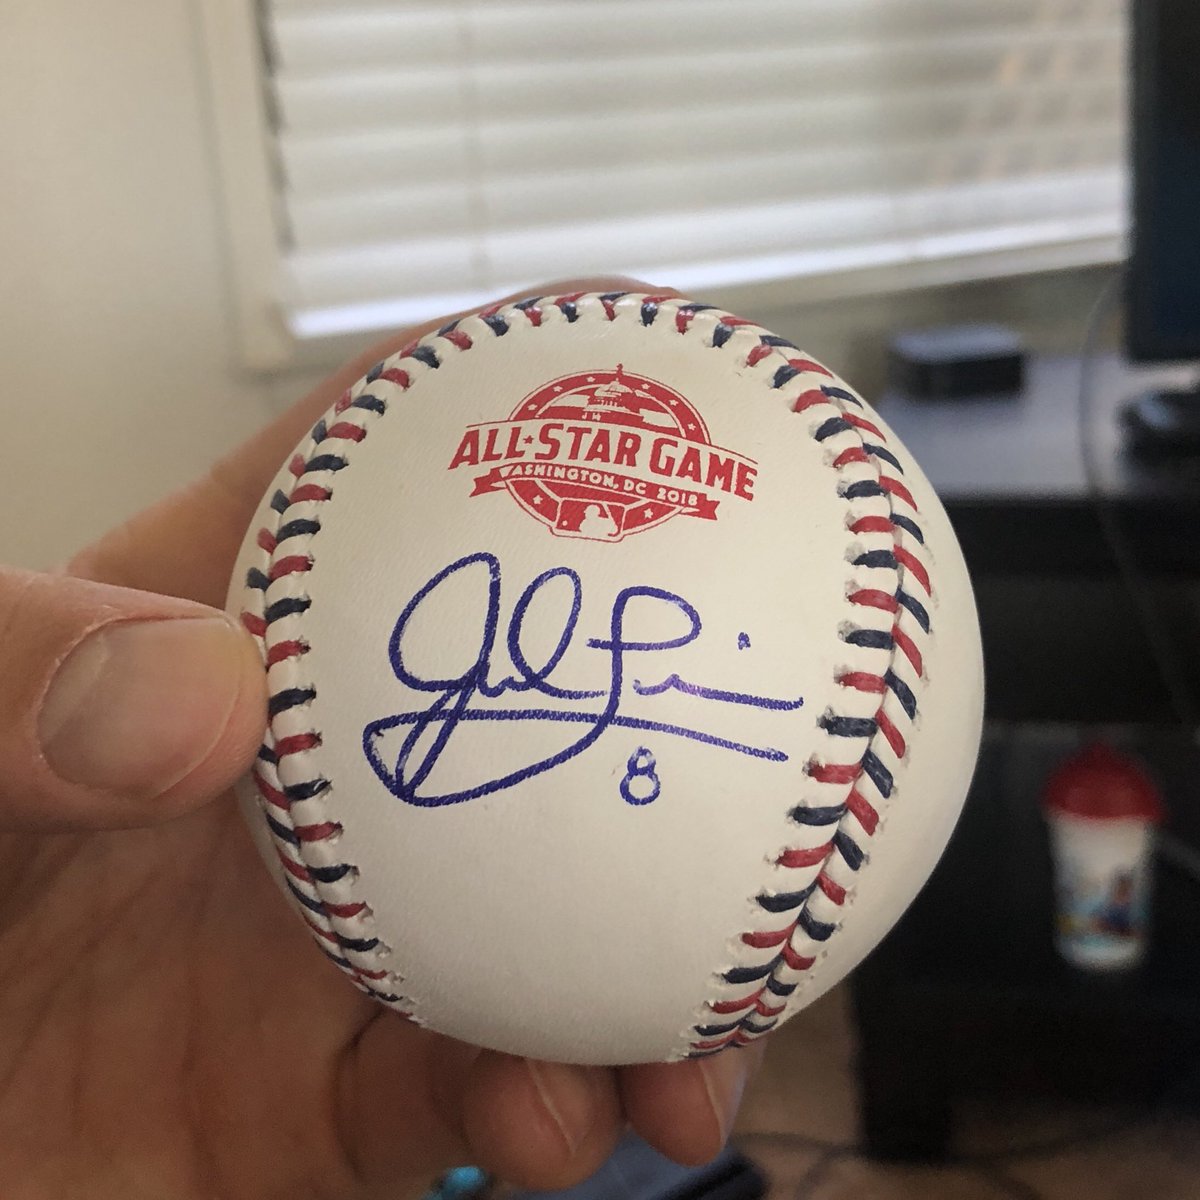 ALL★STAR GAME
WASHINGTON, DC 2018
8